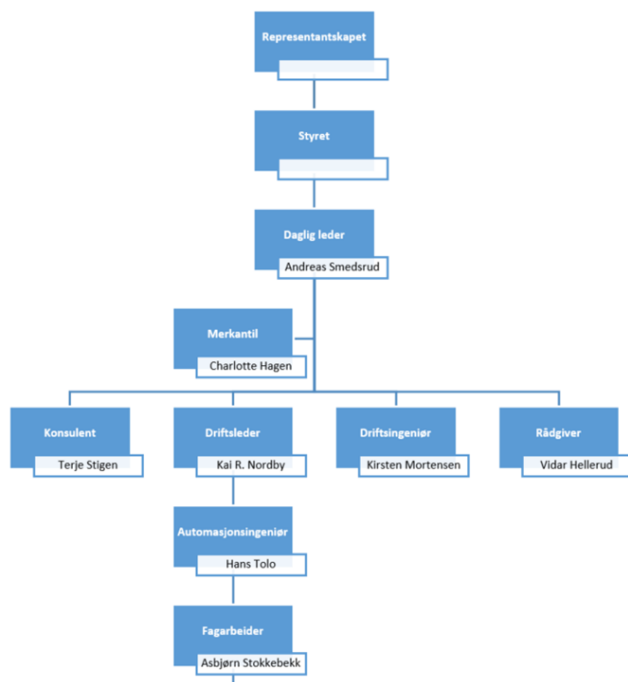 Representantskapet
Styret
Daglig leder
Andreas Smedsrud
Merkantil
Charlotte Hagen
Konsulent
Terje Stigen
Driftsleder
Kai R. Nordby
Driftsingeniør
Kirsten Mortensen
Rådgiver
Vidar Hellerud
Automasjonsingeniør
Hans Tolo
Fagarbeider
Asbjørn Stokkebekk